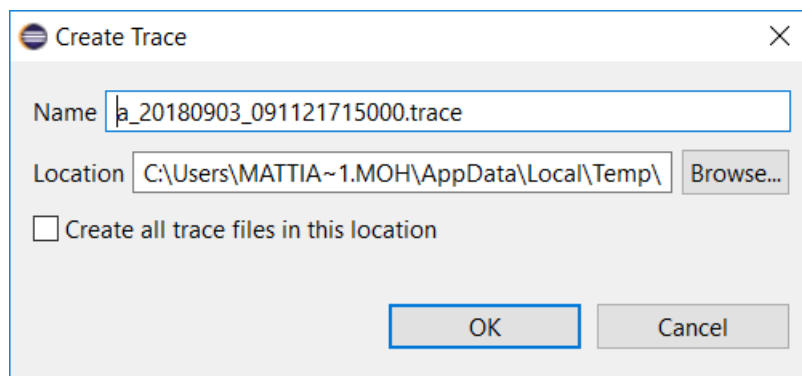 Create Trace
Name a_20180903_091121715000.trace
Location C:\Users\MATTIA~1.MOH\AppData\Local\Temp\ Browse...
Create all trace files in this location
OK Cancel